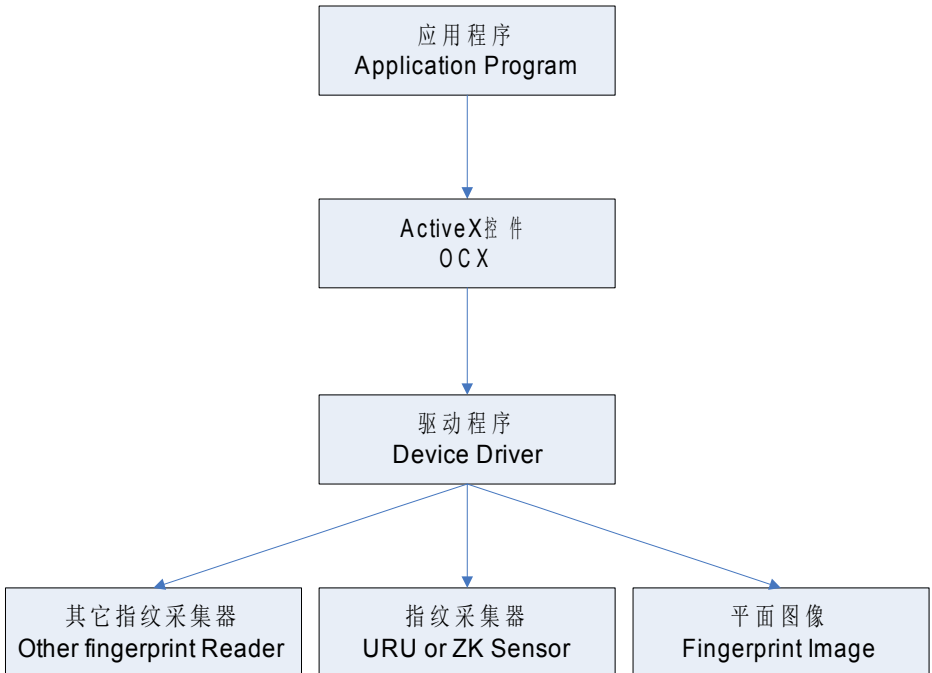 应用程序
Application Program
ActiveX控件
OCX
驱动程序
Device Driver
其它指纹采集器
Other fingerprint Reader
指纹采集器
URU or ZK Sensor
平面图像
Fingerprint Image